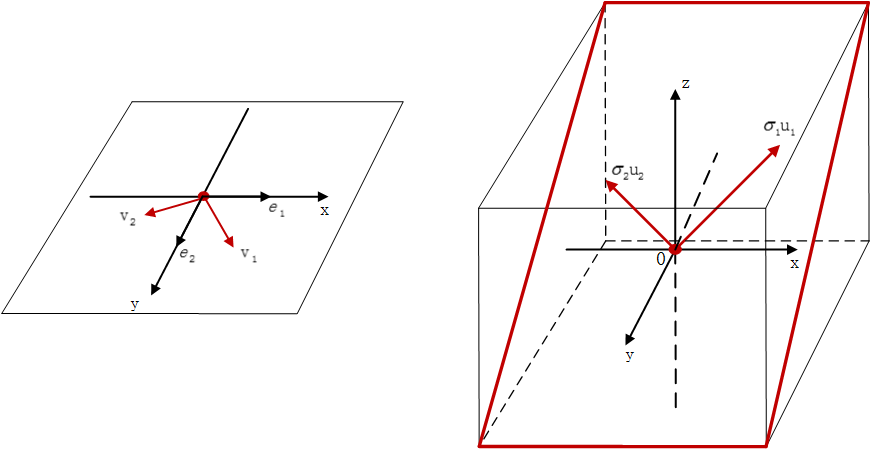 e₁
x
v₂
v₁
e₂
y
z
σ₁u₁
σ₂u₂
0
x
y